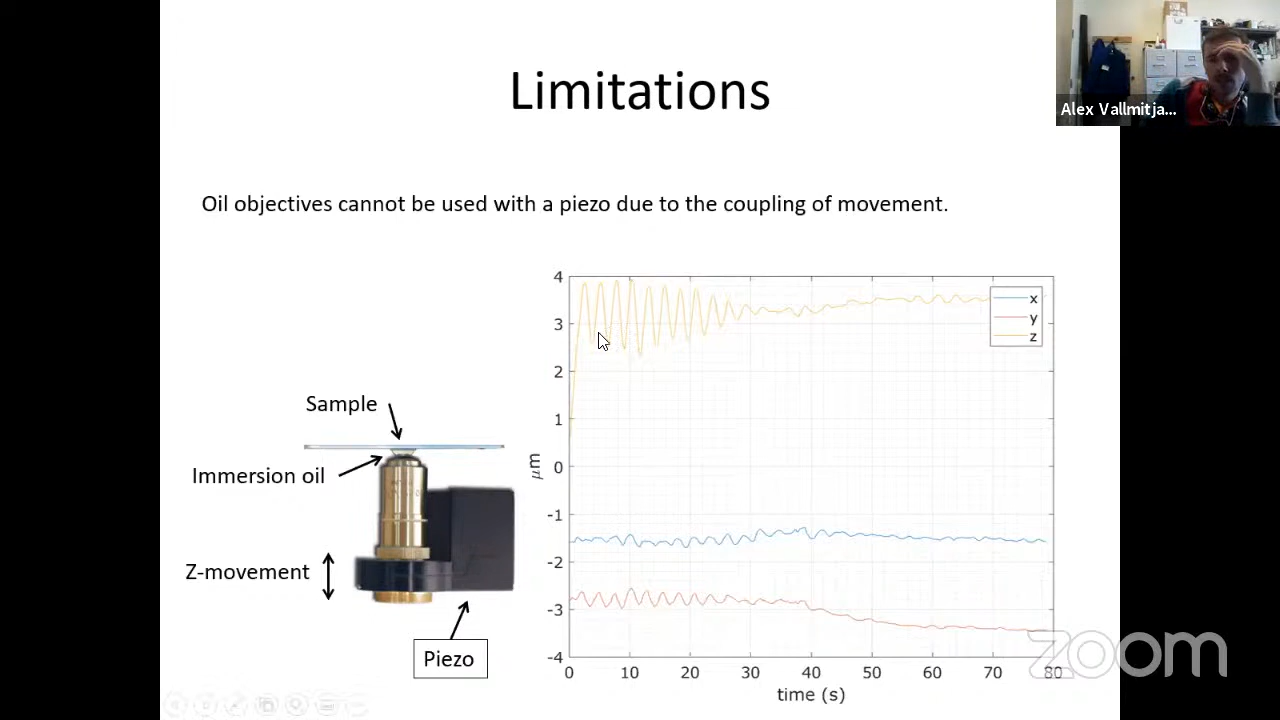 Limitations
Alex Vallmitja...
Oil objectives cannot be used with a piezo due to the coupling of movement.
Sample
Immersion oil
Z-movement
Piezo
4
3
2
1
0
-1
-2
-3
-4
μm
x
y
z
0 10 20 30 40 50 60 70 80
time (s)
zoom